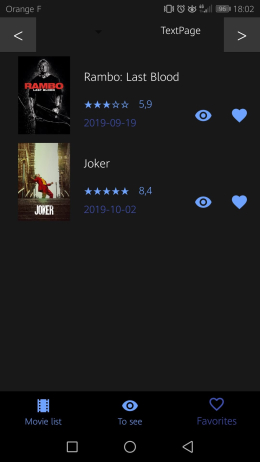 Orange F 18:02
< TextPage >
Rambo: Last Blood
★★★☆☆ 5,9
2019-09-19
RAMBO
LAST BLOOD
Joker
★★★★★ 8,4
2019-10-02
JOKER
Movie list To see Favorites